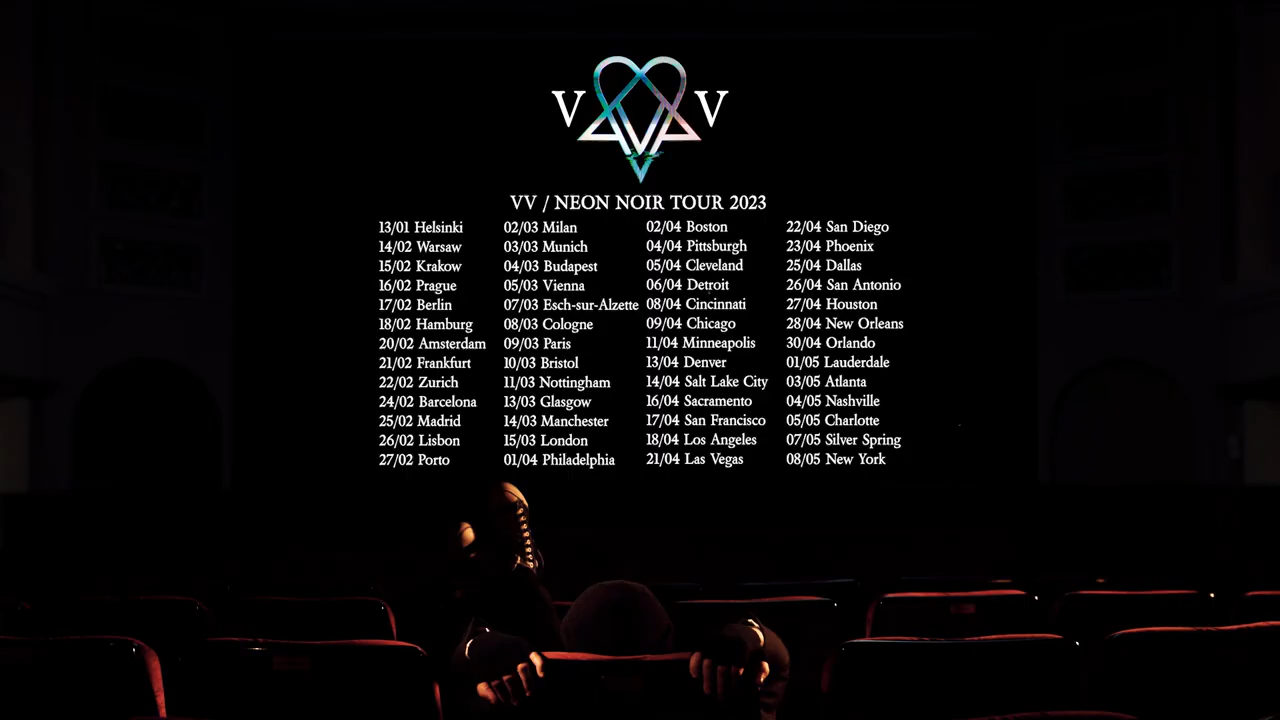 V V
VV / NEON NOIR TOUR 2023
13/01 Helsinki
14/02 Warsaw
15/02 Krakow
16/02 Prague
17/02 Berlin
18/02 Hamburg
20/02 Amsterdam
21/02 Frankfurt
22/02 Zurich
24/02 Barcelona
25/02 Madrid
26/02 Lisbon
27/02 Porto
02/03 Milan
03/03 Munich
04/03 Budapest
05/03 Vienna
07/03 Esch-sur-Alzette
08/03 Cologne
09/03 Paris
10/03 Bristol
11/03 Nottingham
13/03 Glasgow
14/03 Manchester
15/03 London
01/04 Philadelphia
02/04 Boston
04/04 Pittsburgh
05/04 Cleveland
06/04 Detroit
08/04 Cincinnati
09/04 Chicago
11/04 Minneapolis
13/04 Denver
14/04 Salt Lake City
16/04 Sacramento
17/04 San Francisco
18/04 Los Angeles
21/04 Las Vegas
22/04 San Diego
23/04 Phoenix
25/04 Dallas
26/04 San Antonio
27/04 Houston
28/04 New Orleans
30/04 Orlando
01/05 Lauderdale
03/05 Atlanta
04/05 Nashville
05/05 Charlotte
07/05 Silver Spring
08/05 New York